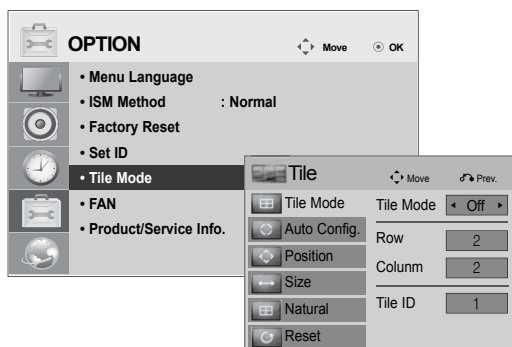 OPTION
Move
OK
• Menu Language
• ISM Method : Normal
• Factory Reset
• Set ID
• Tile Mode
• FAN
• Product/Service Info.
Tile
Move
Prev.
Tile Mode
Auto Config.
Position
Size
Natural
Reset
Tile Mode ◂ Off ▸
Row 2
Colunm 2
Tile ID 1